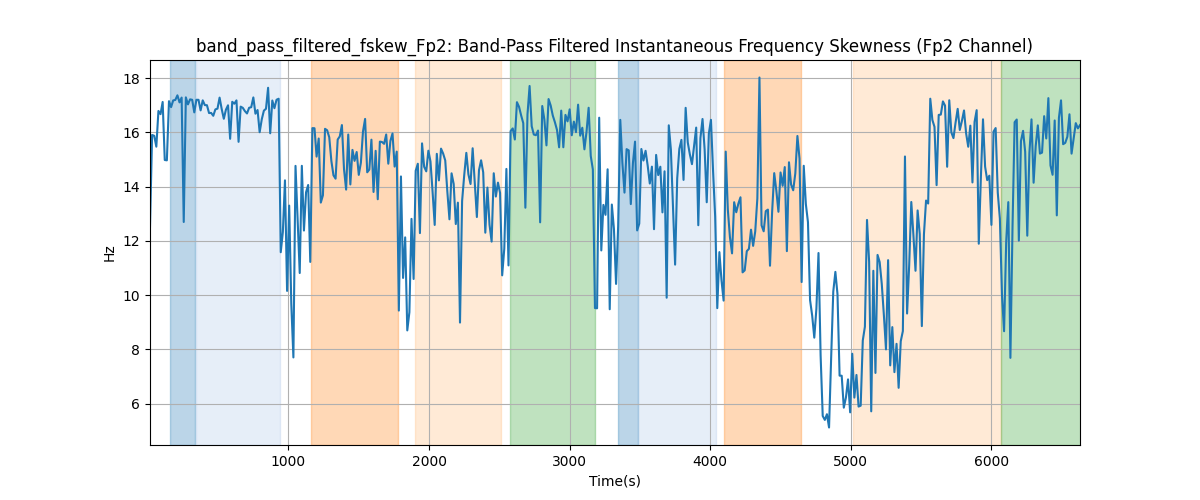 band_pass_filtered_fskew_Fp2: Band-Pass Filtered Instantaneous Frequency Skewness (Fp2 Channel)
18
16
14
12
10
8
6
Hz
1000 2000 3000 4000 5000 6000
Time(s)